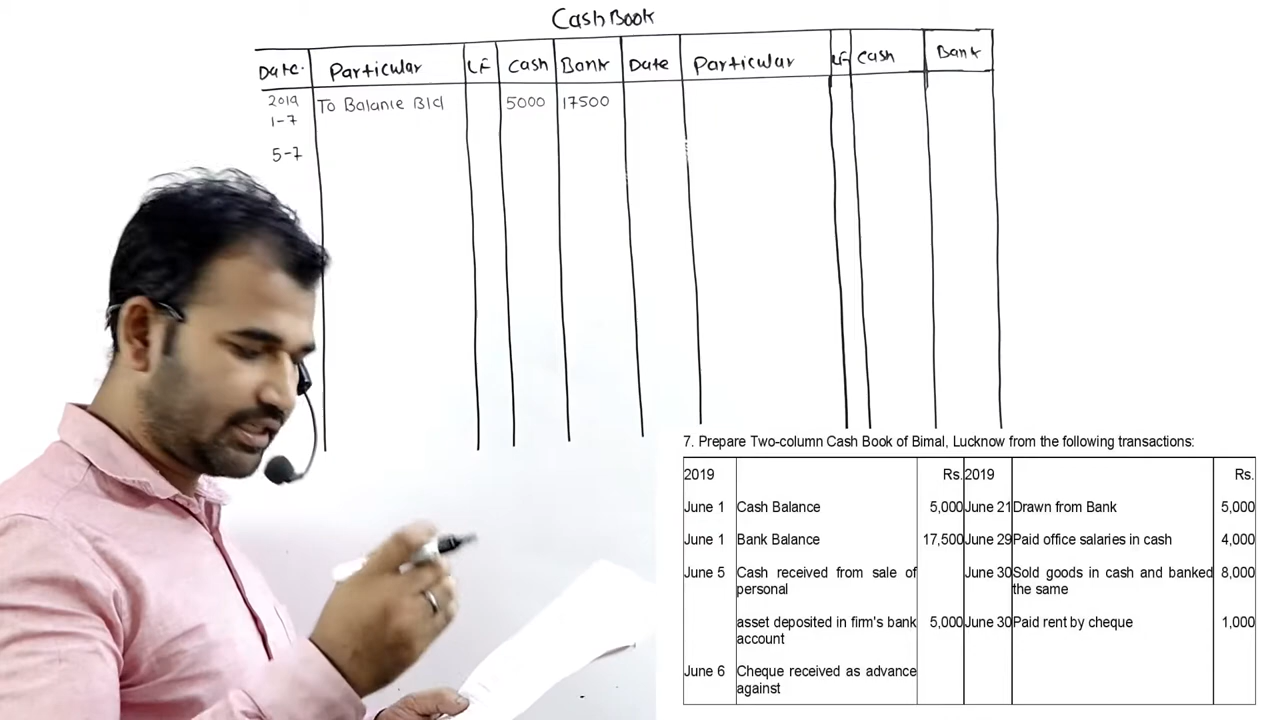 Cash Book
Date. Particular LF Cash Bank Date Particular LF Cash Bank
2019 To Balance B/d 5000 17500
1-7
5-7
7. Prepare Two-column Cash Book of Bimal, Lucknow from the following transactions:
2019 Rs. 2019 Rs.
June 1 Cash Balance 5,000 June 21 Drawn from Bank 5,000
June 1 Bank Balance 17,500 June 29 Paid office salaries in cash 4,000
June 5 Cash received from sale of June 30 Sold goods in cash and banked 8,000
personal the same
asset deposited in firm's bank 5,000 June 30 Paid rent by cheque 1,000
account
June 6 Cheque received as advance
against